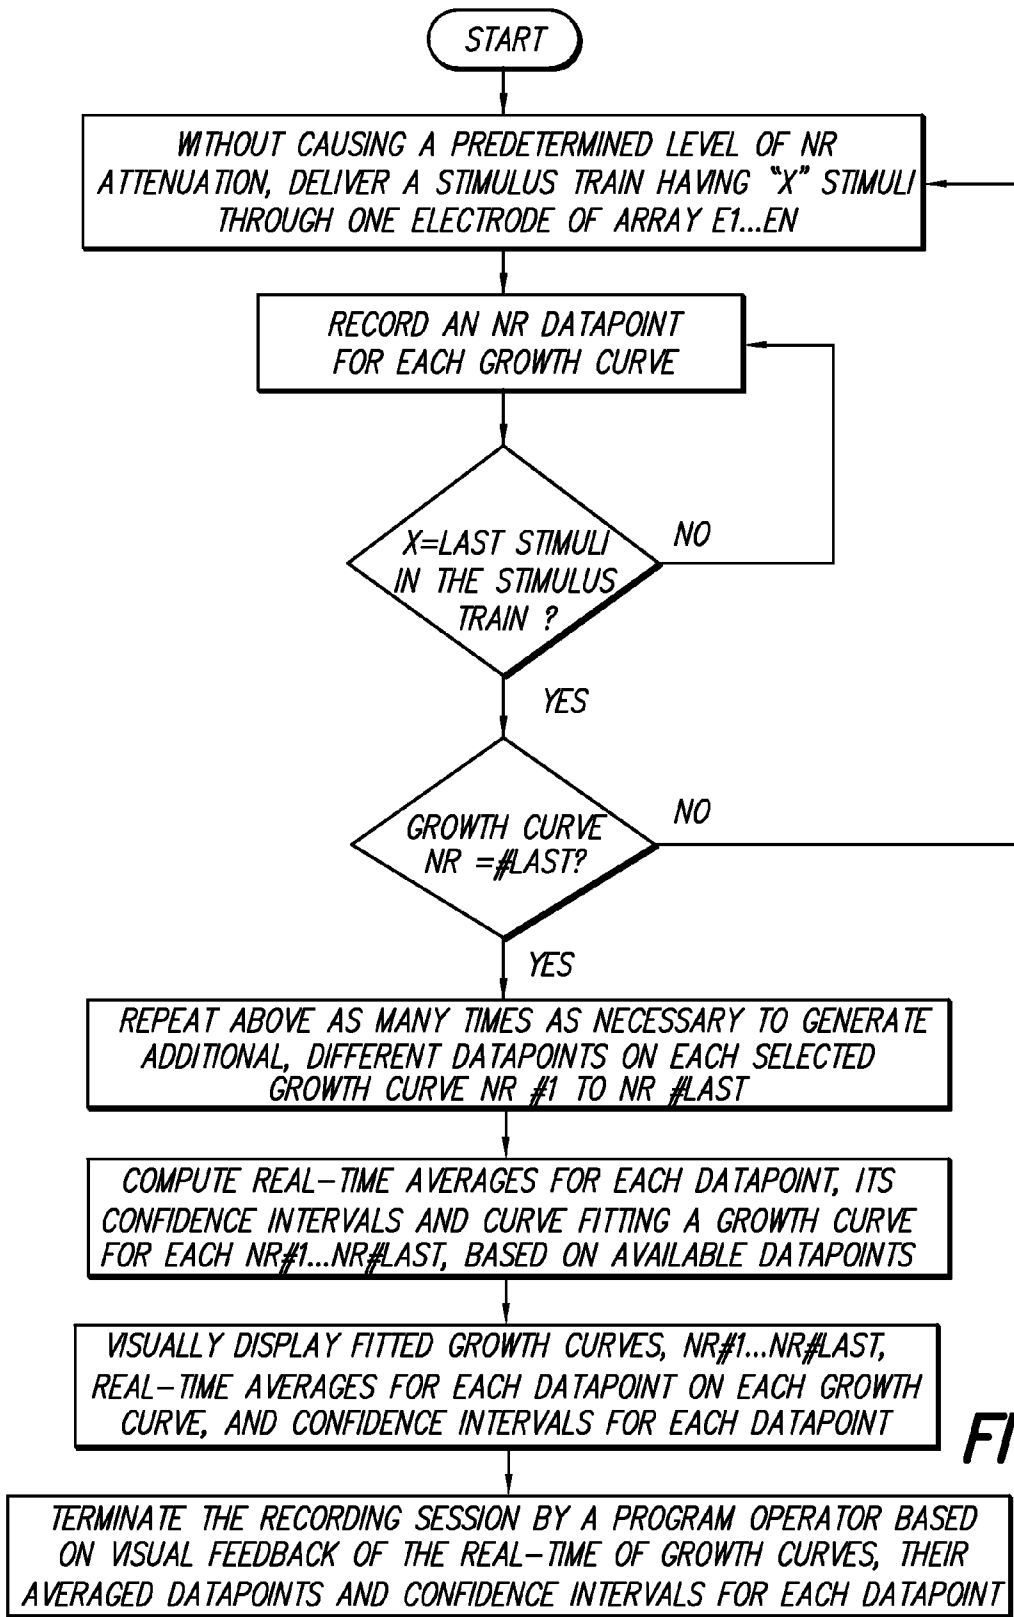 START
WITHOUT CAUSING A PREDETERMINED LEVEL OF NR
ATTENUATION, DELIVER A STIMULUS TRAIN HAVING "X" STIMULI
THROUGH ONE ELECTRODE OF ARRAY E1...EN
RECORD AN NR DATAPOINT
FOR EACH GROWTH CURVE
X=LAST STIMULI
IN THE STIMULUS
TRAIN ?
NO
YES
GROWTH CURVE
NR =#LAST?
NO
YES
REPEAT ABOVE AS MANY TIMES AS NECESSARY TO GENERATE
ADDITIONAL, DIFFERENT DATAPOINTS ON EACH SELECTED
GROWTH CURVE NR #1 TO NR #LAST
COMPUTE REAL-TIME AVERAGES FOR EACH DATAPOINT, ITS
CONFIDENCE INTERVALS AND CURVE FITTING A GROWTH CURVE
FOR EACH NR#1...NR#LAST, BASED ON AVAILABLE DATAPOINTS
VISUALLY DISPLAY FITTED GROWTH CURVES, NR#1...NR#LAST,
REAL-TIME AVERAGES FOR EACH DATAPOINT ON EACH GROWTH
CURVE, AND CONFIDENCE INTERVALS FOR EACH DATAPOINT
FI
TERMINATE THE RECORDING SESSION BY A PROGRAM OPERATOR BASED
ON VISUAL FEEDBACK OF THE REAL-TIME OF GROWTH CURVES, THEIR
AVERAGED DATAPOINTS AND CONFIDENCE INTERVALS FOR EACH DATAPOINT